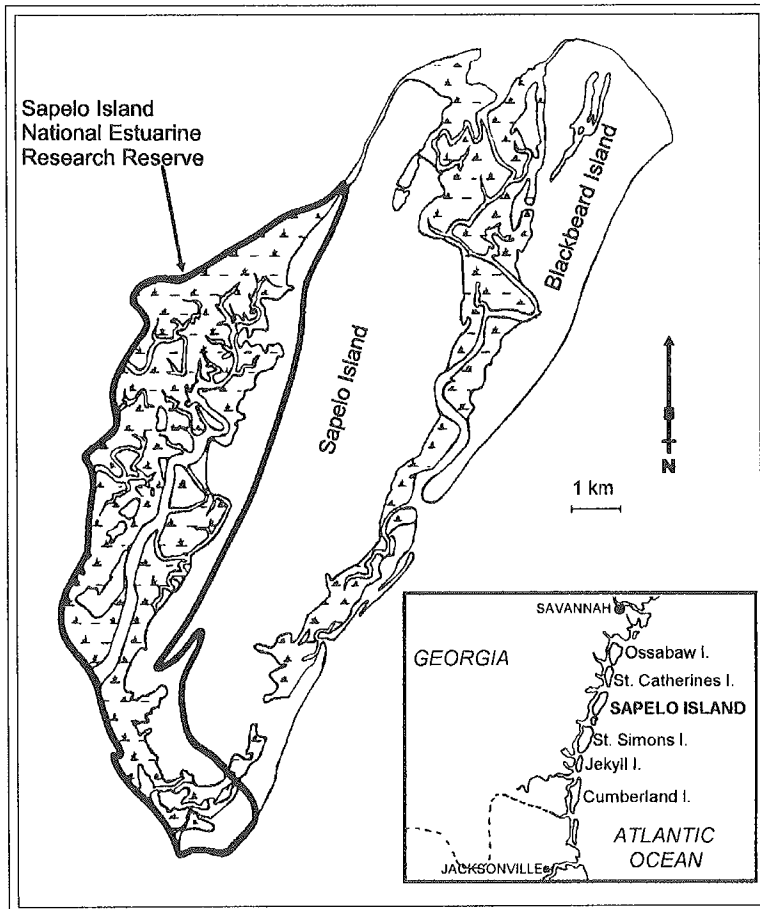 Sapelo Island
National Estuarine
Research Reserve
Blackbeard Island
Sapelo Island
N
1 km
SAVANNAH
GEORGIA
Ossabaw I.
St. Catherines I.
SAPELO ISLAND
St. Simons I.
Jekyll I.
Cumberland I.
ATLANTIC
OCEAN
JACKSONVILLE